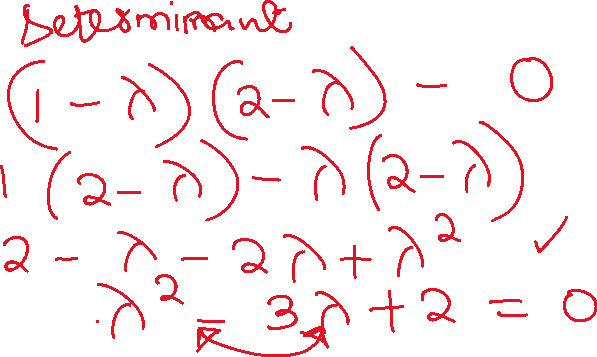 Determinant
(1 - λ) (2 - λ) - 0
1 (2 - λ) - λ (2 - λ)
2 - λ - 2λ + λ² ✓
λ² - 3λ + 2 = 0